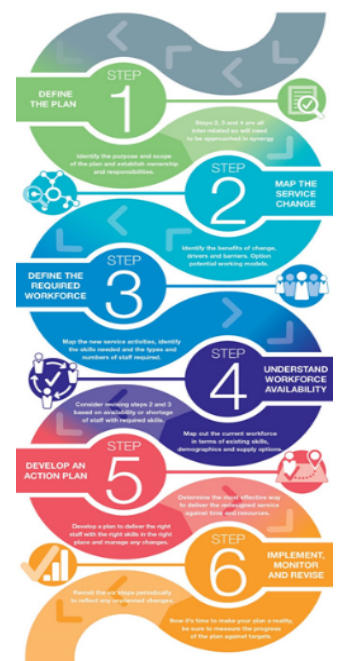 STEP
1
DEFINE
THE PLAN
Steps 2, 3 and 4 are all
inter-related so will need
to be approached in synergy
Identify the purpose and scope
of the plan and establish ownership
and responsibilities.
STEP
2
MAP THE
SERVICE
CHANGE
Identify the benefits of change,
drivers and barriers. Option
potential working models.
STEP
3
DEFINE THE
REQUIRED
WORKFORCE
Map the new service activities, identify
the skills needed and the types and
numbers of staff required.
STEP
4
UNDERSTAND
WORKFORCE
AVAILABILITY
Consider revising steps 2 and 3
based on availability or shortage
of staff with required skills.
Map out the current workforce
in terms of existing skills,
demographics and supply options
STEP
5
DEVELOP AN
ACTION PLAN
Determine the most effective way
to deliver the redesigned service
against time and resources.
Develop a plan to deliver the right
staff with the right skills in the right
place and manage any changes.
STEP
6
IMPLEMENT,
MONITOR
AND REVISE
Revisit the six steps periodically
to reflect any unplanned changes.
Now it's time to make your plan a reality,
be sure to measure the progress
of the plan against targets.